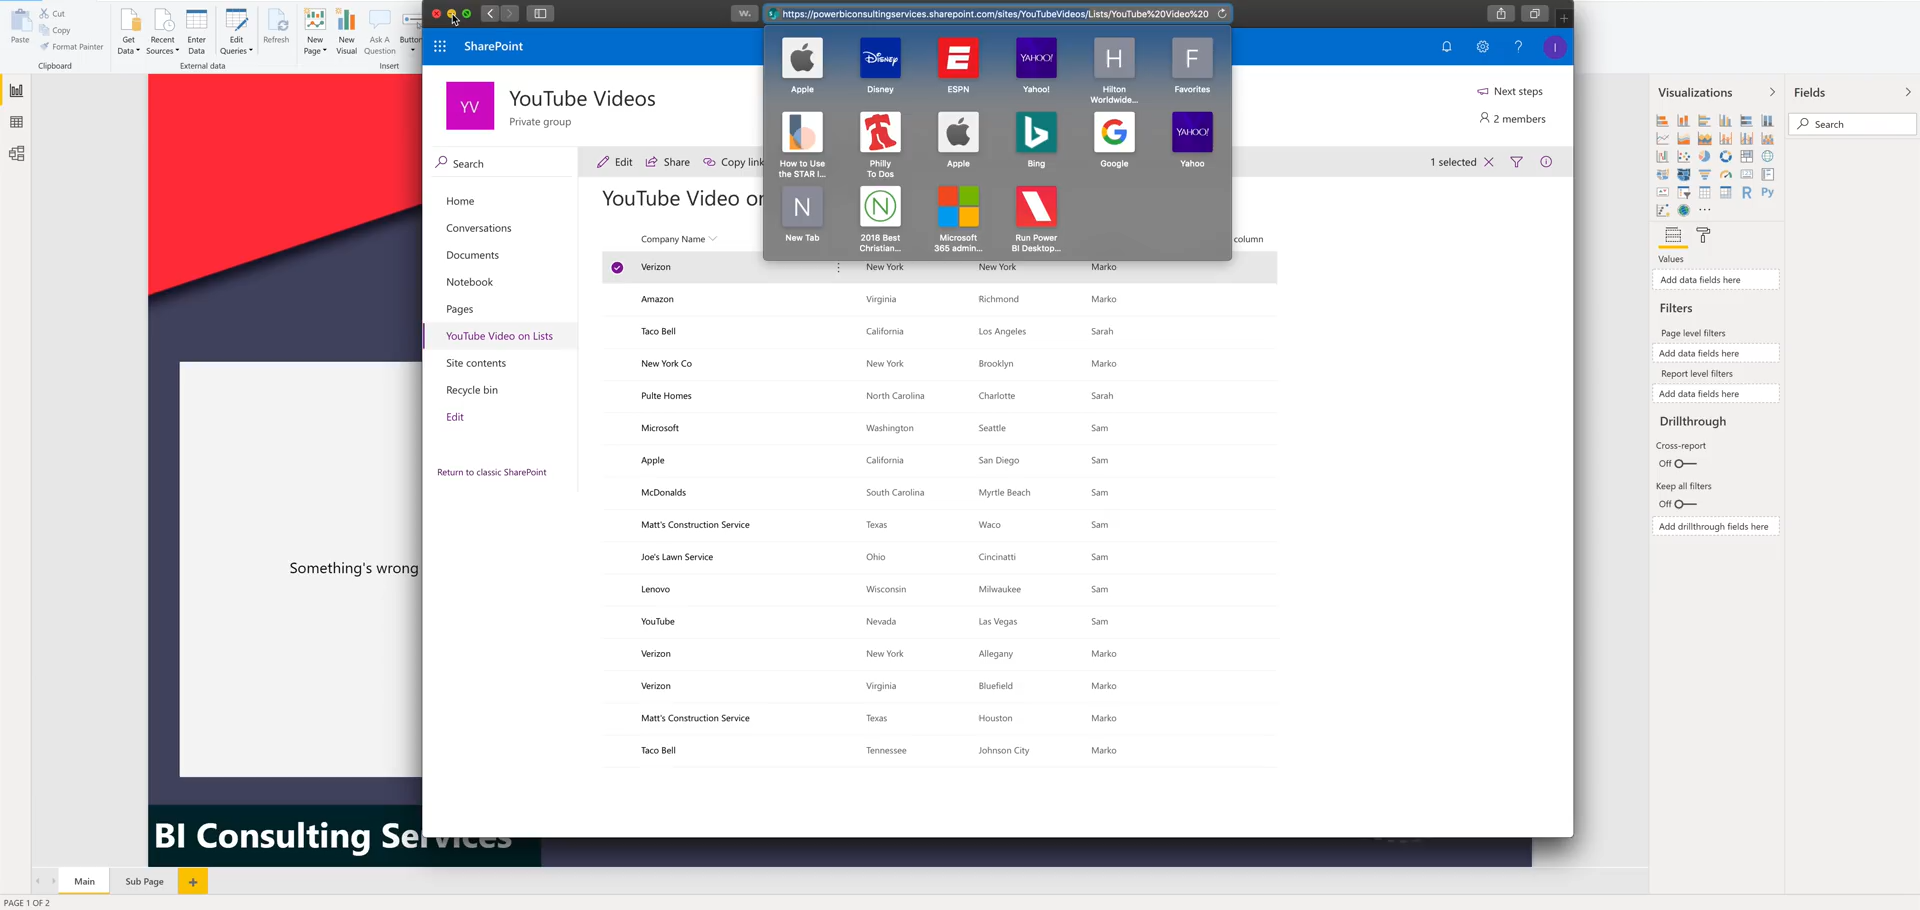 Paste
Cut
Copy
Format Painter
Clipboard
Get
Data
Recent
Sources
Enter
Data
External data
Edit
Queries
Refresh
New
Page
New
Visual
Ask A
Question
Insert
w.
https://powerbiconsultingservices.sharepoint.com/sites/YouTubeVideos/Lists/YouTube%20Video%20
SharePoint
?
I
Apple
Disney
ESPN
YAHOO!
Yahoo!
H
Hilton
Worldwide...
F
Favorites
How to Use
the STAR I...
Philly
To Dos
Apple
Bing
Google
YAHOO!
Yahoo
N
New Tab
N
2018 Best
Christian...
Microsoft
365 admin...
Run Power
BI Desktop...
YV
YouTube Videos
Private group
Next steps
2 members
Search
Edit
Share
Copy link
1 selected
Home
Conversations
Documents
Notebook
Pages
YouTube Video on Lists
Site contents
Recycle bin
Edit
Return to classic SharePoint
YouTube Video or
Company Name
column
Verizon New York New York Marko
Amazon Virginia Richmond Marko
Taco Bell California Los Angeles Sarah
New York Co New York Brooklyn Marko
Pulte Homes North Carolina Charlotte Sarah
Microsoft Washington Seattle Sam
Apple California San Diego Sam
McDonalds South Carolina Myrtle Beach Sam
Matt's Construction Service Texas Waco Sam
Joe's Lawn Service Ohio Cincinatti Sam
Lenovo Wisconsin Milwaukee Sam
YouTube Nevada Las Vegas Sam
Verizon New York Allegany Marko
Verizon Virginia Bluefield Marko
Matt's Construction Service Texas Houston Marko
Taco Bell Tennessee Johnson City Marko
Something's wrong
BI Consulting Services
Main
Sub Page
PAGE 1 OF 2
Visualizations
R
Py
Values
Add data fields here
Filters
Page level filters
Add data fields here
Report level filters
Add data fields here
Drillthrough
Cross-report
Off
Keep all filters
Off
Add drillthrough fields here
Fields
Search